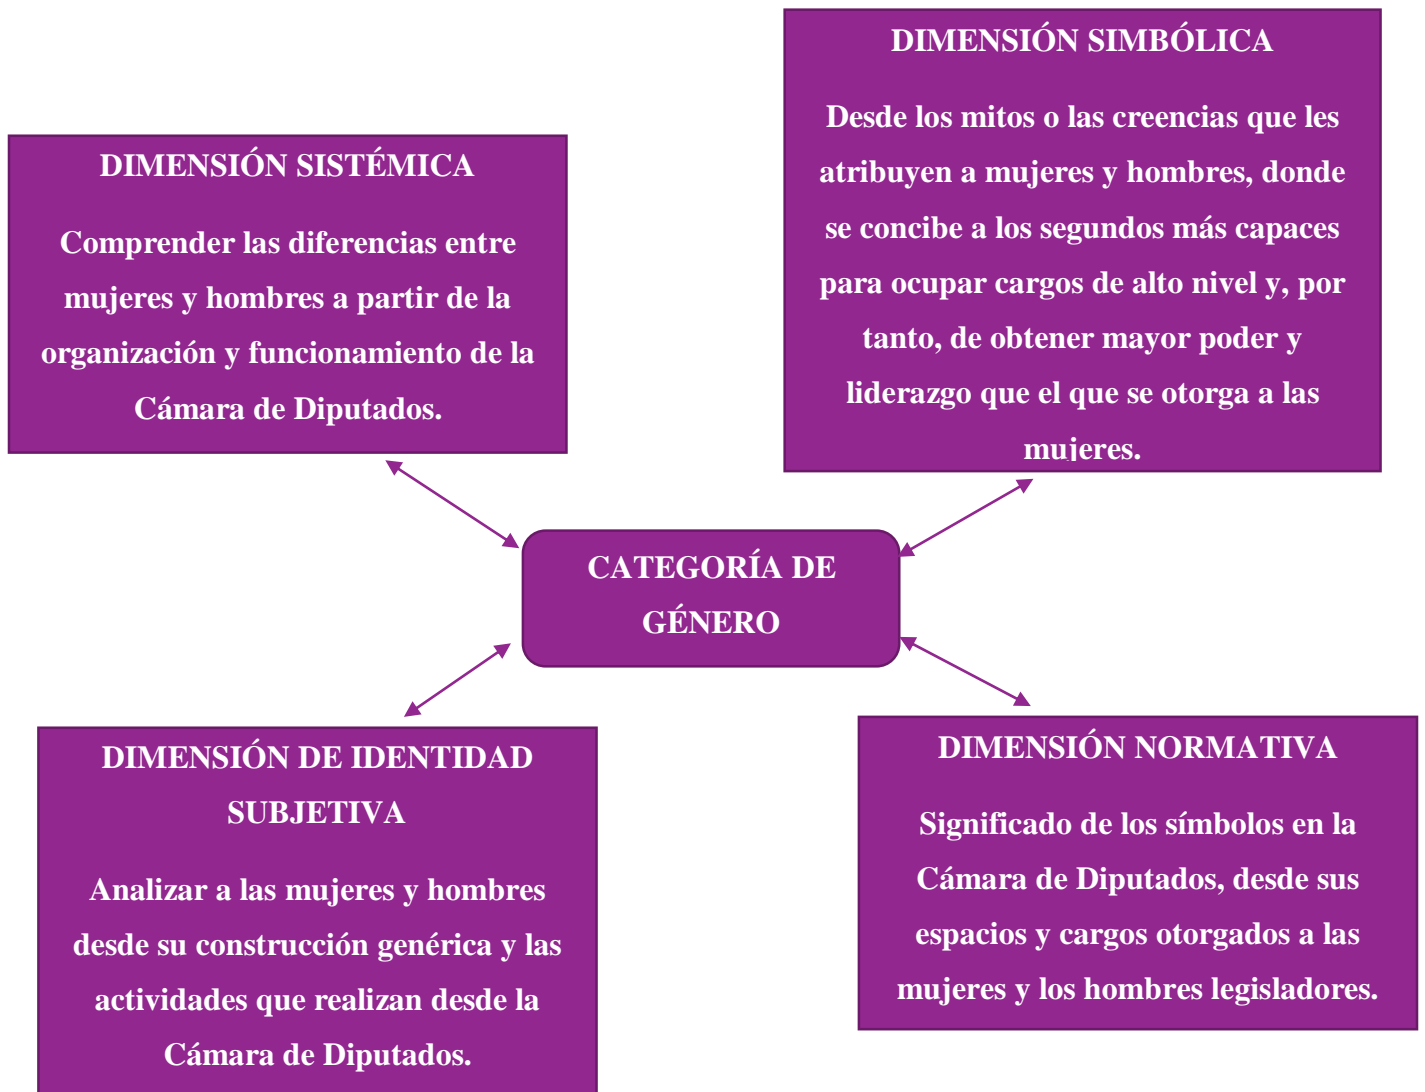 DIMENSIÓN SIMBÓLICA
Desde los mitos o las creencias que les
atribuyen a mujeres y hombres, donde
se concibe a los segundos más capaces
para ocupar cargos de alto nivel y, por
tanto, de obtener mayor poder y
liderazgo que el que se otorga a las
mujeres.
DIMENSIÓN SISTÉMICA
Comprender las diferencias entre
mujeres y hombres a partir de la
organización y funcionamiento de la
Cámara de Diputados.
CATEGORÍA DE
GÉNERO
DIMENSIÓN DE IDENTIDAD
SUBJETIVA
Analizar a las mujeres y hombres
desde su construcción genérica y las
actividades que realizan desde la
Cámara de Diputados.
DIMENSIÓN NORMATIVA
Significado de los símbolos en la
Cámara de Diputados, desde sus
espacios y cargos otorgados a las
mujeres y los hombres legisladores.